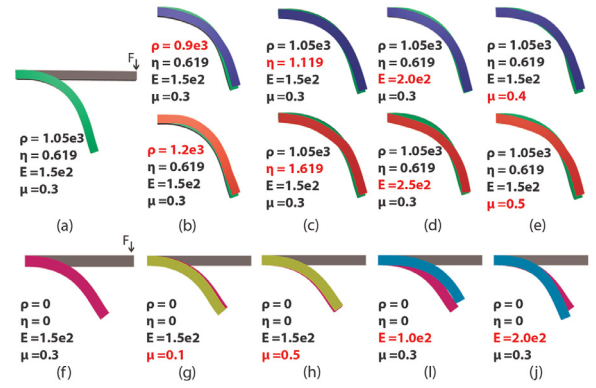 F
ρ = 1.05e3
η = 0.619
E =1.5e2
μ =0.3
(a)
ρ = 0.9e3
η = 0.619
E =1.5e2
μ =0.3
ρ = 1.2e3
η = 0.619
E =1.5e2
μ =0.3
(b)
ρ = 1.05e3
η = 1.119
E =1.5e2
μ =0.3
ρ = 1.05e3
η = 1.619
E =1.5e2
μ =0.3
(c)
ρ = 1.05e3
η = 0.619
E =2.0e2
μ =0.3
ρ = 1.05e3
η = 0.619
E =2.5e2
μ =0.3
(d)
ρ = 1.05e3
η = 0.619
E =1.5e2
μ =0.4
ρ = 1.05e3
η = 0.619
E =1.5e2
μ =0.5
(e)
F
ρ = 0
η = 0
E =1.5e2
μ =0.3
(f)
ρ = 0
η = 0
E =1.5e2
μ =0.1
(g)
ρ = 0
η = 0
E =1.5e2
μ =0.5
(h)
ρ = 0
η = 0
E =1.0e2
μ =0.3
(l)
ρ = 0
η = 0
E =2.0e2
μ =0.3
(j)